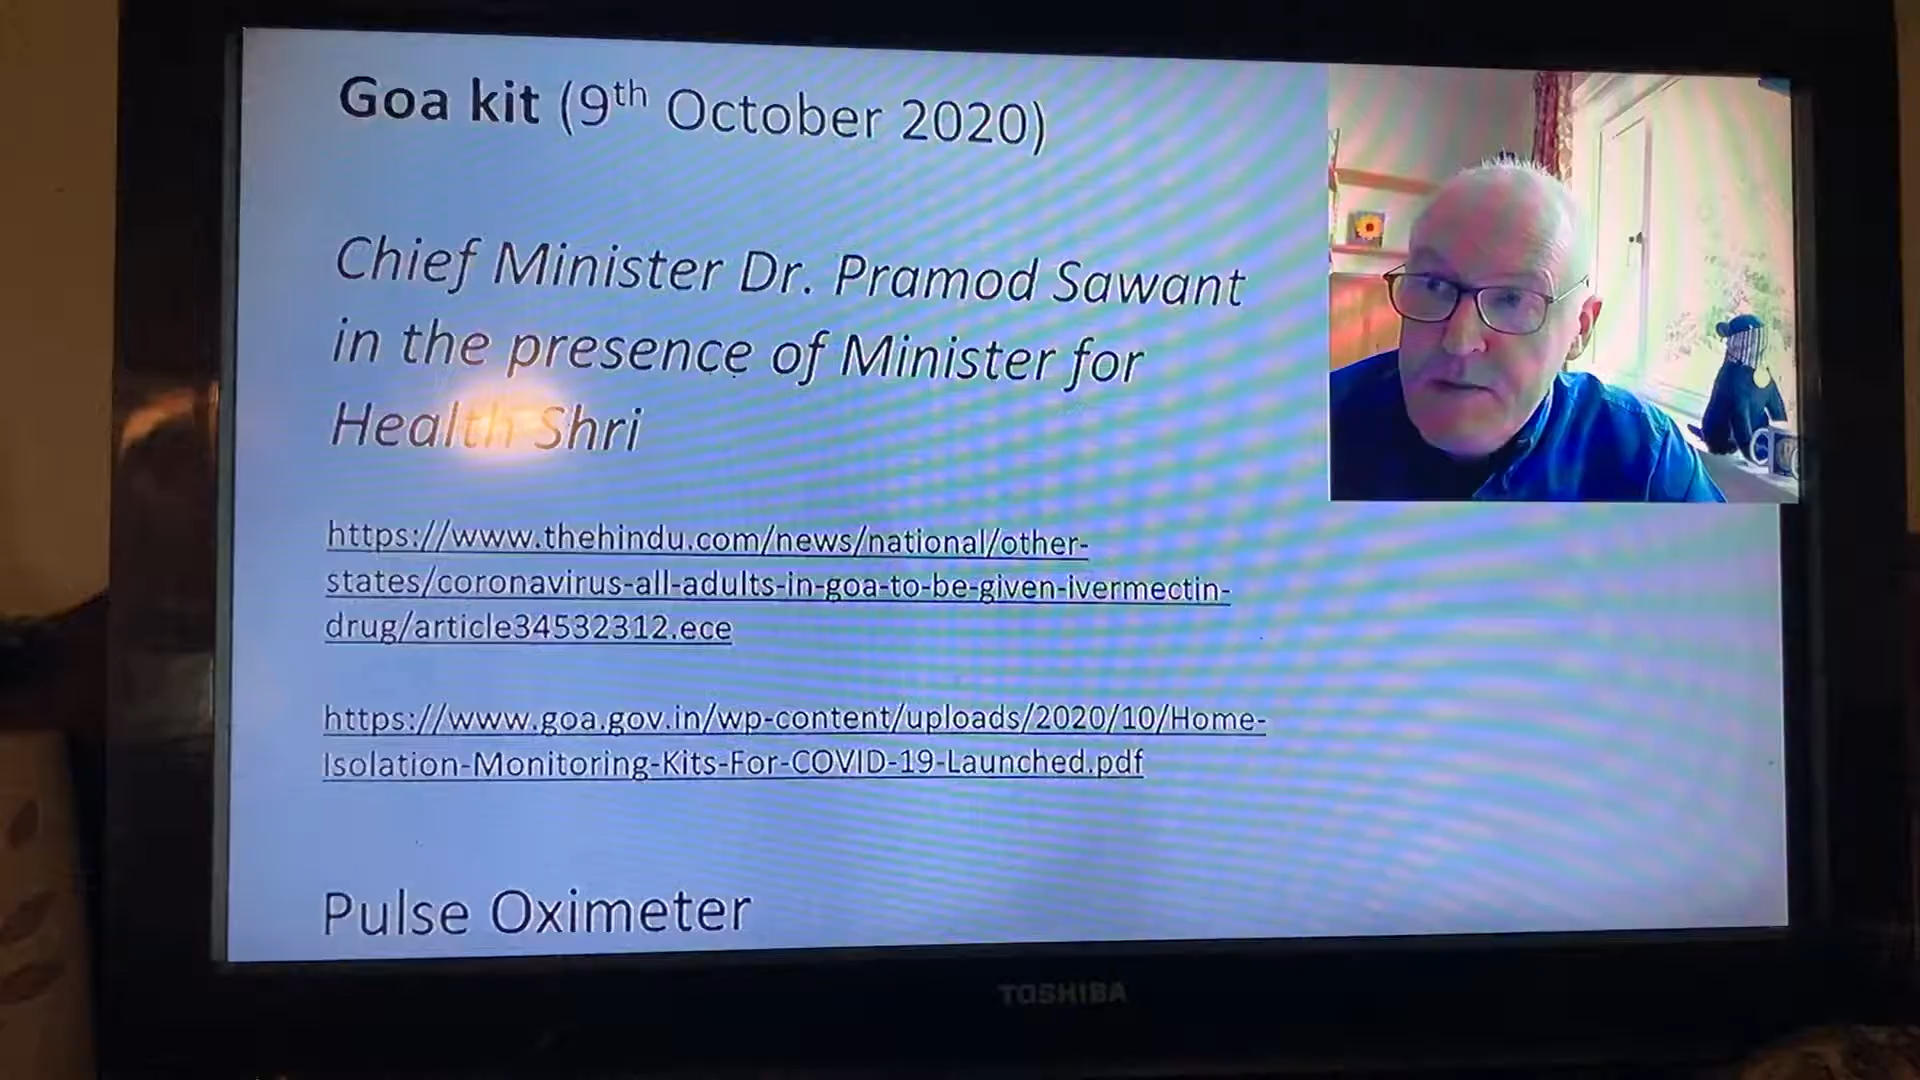 Goa kit (9th October 2020)
Chief Minister Dr. Pramod Sawant
in the presence of Minister for
Health Shri
https://www.thehindu.com/news/national/other-
states/coronavirus-all-adults-in-goa-to-be-given-ivermectin-
drug/article34532312.ece
https://www.goa.gov.in/wp-content/uploads/2020/10/Home-
Isolation-Monitoring-Kits-For-COVID-19-Launched.pdf
Pulse Oximeter
TOSHIBA